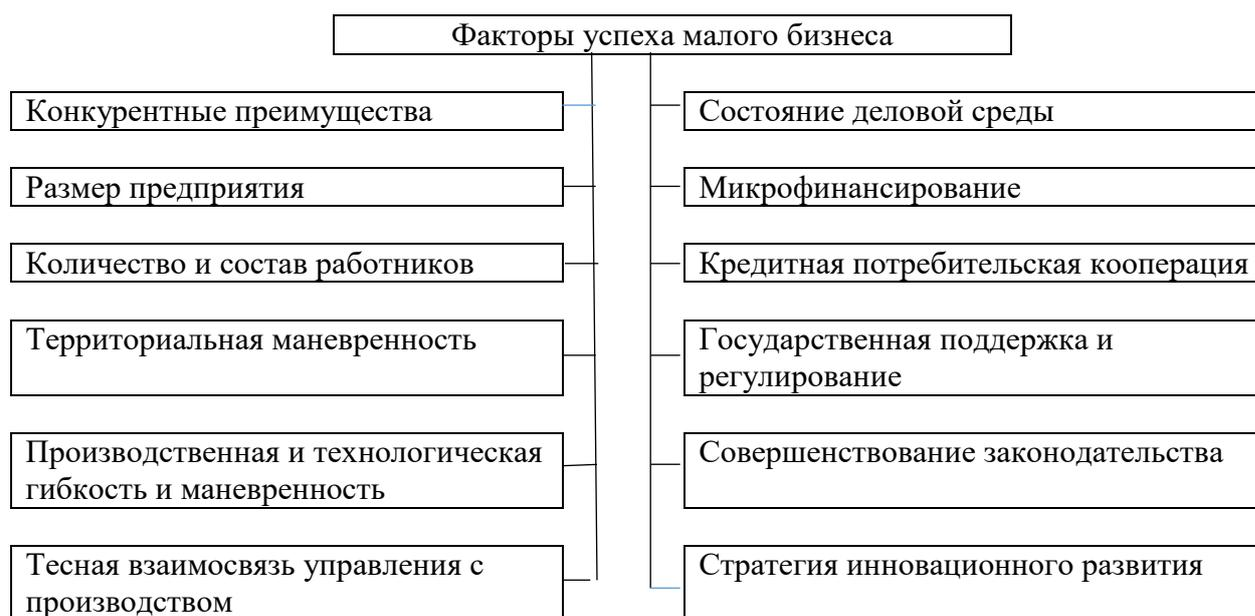 Факторы успеха малого бизнеса
Конкурентные преимущества
Состояние деловой среды
Размер предприятия
Микрофинансирование
Количество и состав работников
Кредитная потребительская кооперация
Территориальная маневренность
Государственная поддержка и
регулирование
Производственная и технологическая
гибкость и маневренность
Совершенствование законодательства
Тесная взаимосвязь управления с
производством
Стратегия инновационного развития